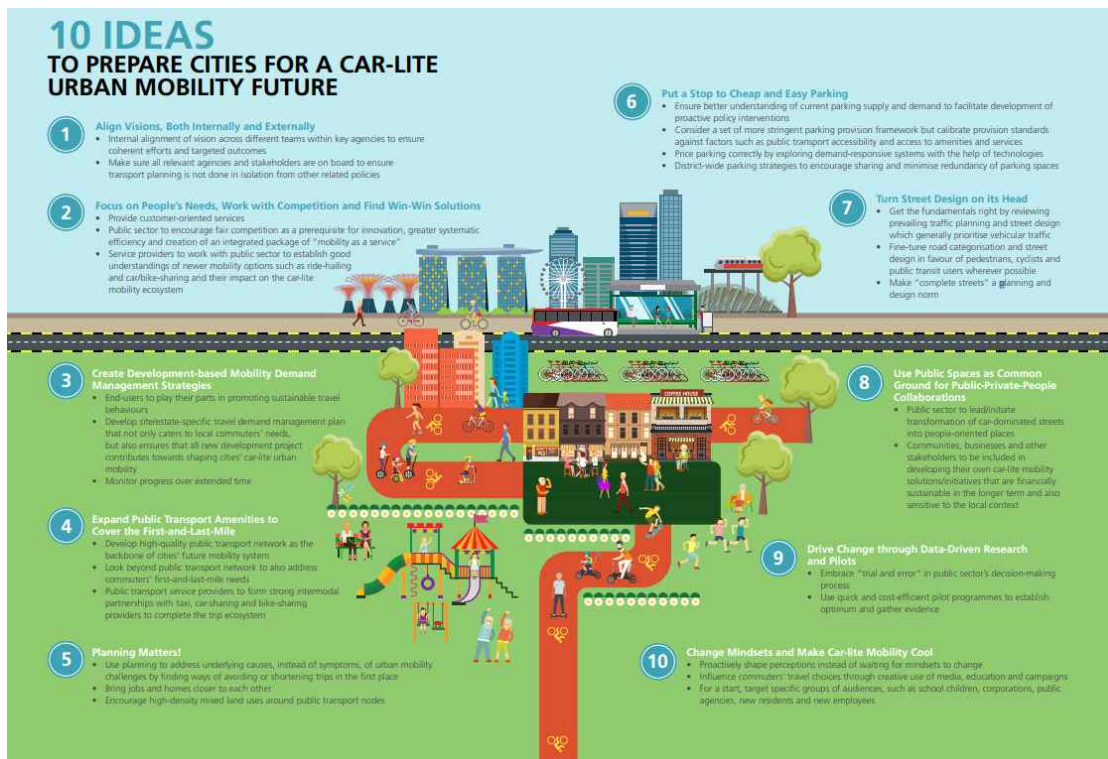 10 IDEAS
TO PREPARE CITIES FOR A CAR-LITE
URBAN MOBILITY FUTURE
1
Align Visions, Both Internally and Externally
• Internal alignment of vision across different teams within key agencies to ensure
coherent efforts and targeted outcomes
• Make sure all relevant agencies and stakeholders are on board to ensure
transport planning is not done in isolation from other related policies
2
Focus on People's Needs, Work with Competition and Find Win-Win Solutions
• Provide customer-oriented services
• Public sector to encourage fair competition as a prerequisite for innovation, greater systematic
efficiency and creation of an integrated package of "mobility as a service"
• Service providers to work with public sector to establish good
understandings of newer mobility options such as ride-hailing
and car/bike-sharing and their impact on the car-lite
mobility ecosystem
3
Create Development-based Mobility Demand
Management Strategies
• End-users to play their parts in promoting sustainable travel
behaviours
• Develop site/estate-specific travel demand management plan
that not only caters to local commuters' needs,
but also ensures that all new development project
contributes towards shaping cities' car-lite urban
mobility
• Monitor progress over extended time
4
Expand Public Transport Amenities to
Cover the First-and-Last-Mile
• Develop high-quality public transport network as the
backbone of cities' future mobility system
• Look beyond public transport network to also address
commuters' first-and-last-mile needs
• Public transport service providers to form strong intermodal
partnerships with taxi, car-sharing and bike-sharing
providers to complete the trip ecosystem
5
Planning Matters!
• Use planning to address underlying causes, instead of symptoms, of urban mobility
challenges by finding ways of avoiding or shortening trips in the first place
• Bring jobs and homes closer to each other
• Encourage high-density mixed land uses around public transport nodes
6
Put a Stop to Cheap and Easy Parking
• Ensure better understanding of current parking supply and demand to facilitate development of
proactive policy interventions
• Consider a set of more stringent parking provision framework but calibrate provision standards
against factors such as public transport accessibility and access to amenities and services
• Price parking correctly by exploring demand-responsive systems with the help of technologies
• District-wide parking strategies to encourage sharing and minimise redundancy of parking spaces
7
Turn Street Design on its Head
• Get the fundamentals right by reviewing
prevailing traffic planning and street design
which generally prioritise vehicular traffic
• Fine-tune road categorisation and street
design in favour of pedestrians, cyclists and
public transit users wherever possible
• Make "complete streets" a planning and
design norm
COFFEE HOUSE
8
Use Public Spaces as Common
Ground for Public-Private-People
Collaborations
• Public sector to lead/initiate
transformation of car-dominated streets
into people-oriented places
• Communities, businesses and other
stakeholders to be included in
developing their own car-lite mobility
solutions/initiatives that are financially
sustainable in the longer term and also
sensitive to the local context
9
Drive Change through Data-Driven Research
and Pilots
• Embrace "trial and error" in public sector's decision-making
process
• Use quick and cost-efficient pilot programmes to establish
optimum and gather evidence
10
Change Mindsets and Make Car-lite Mobility Cool
• Proactively shape perceptions instead of waiting for mindsets to change
• Influence commuters' travel choices through creative use of media, education and campaigns
• For a start, target specific groups of audiences, such as school children, corporations, public
agencies, new residents and new employees